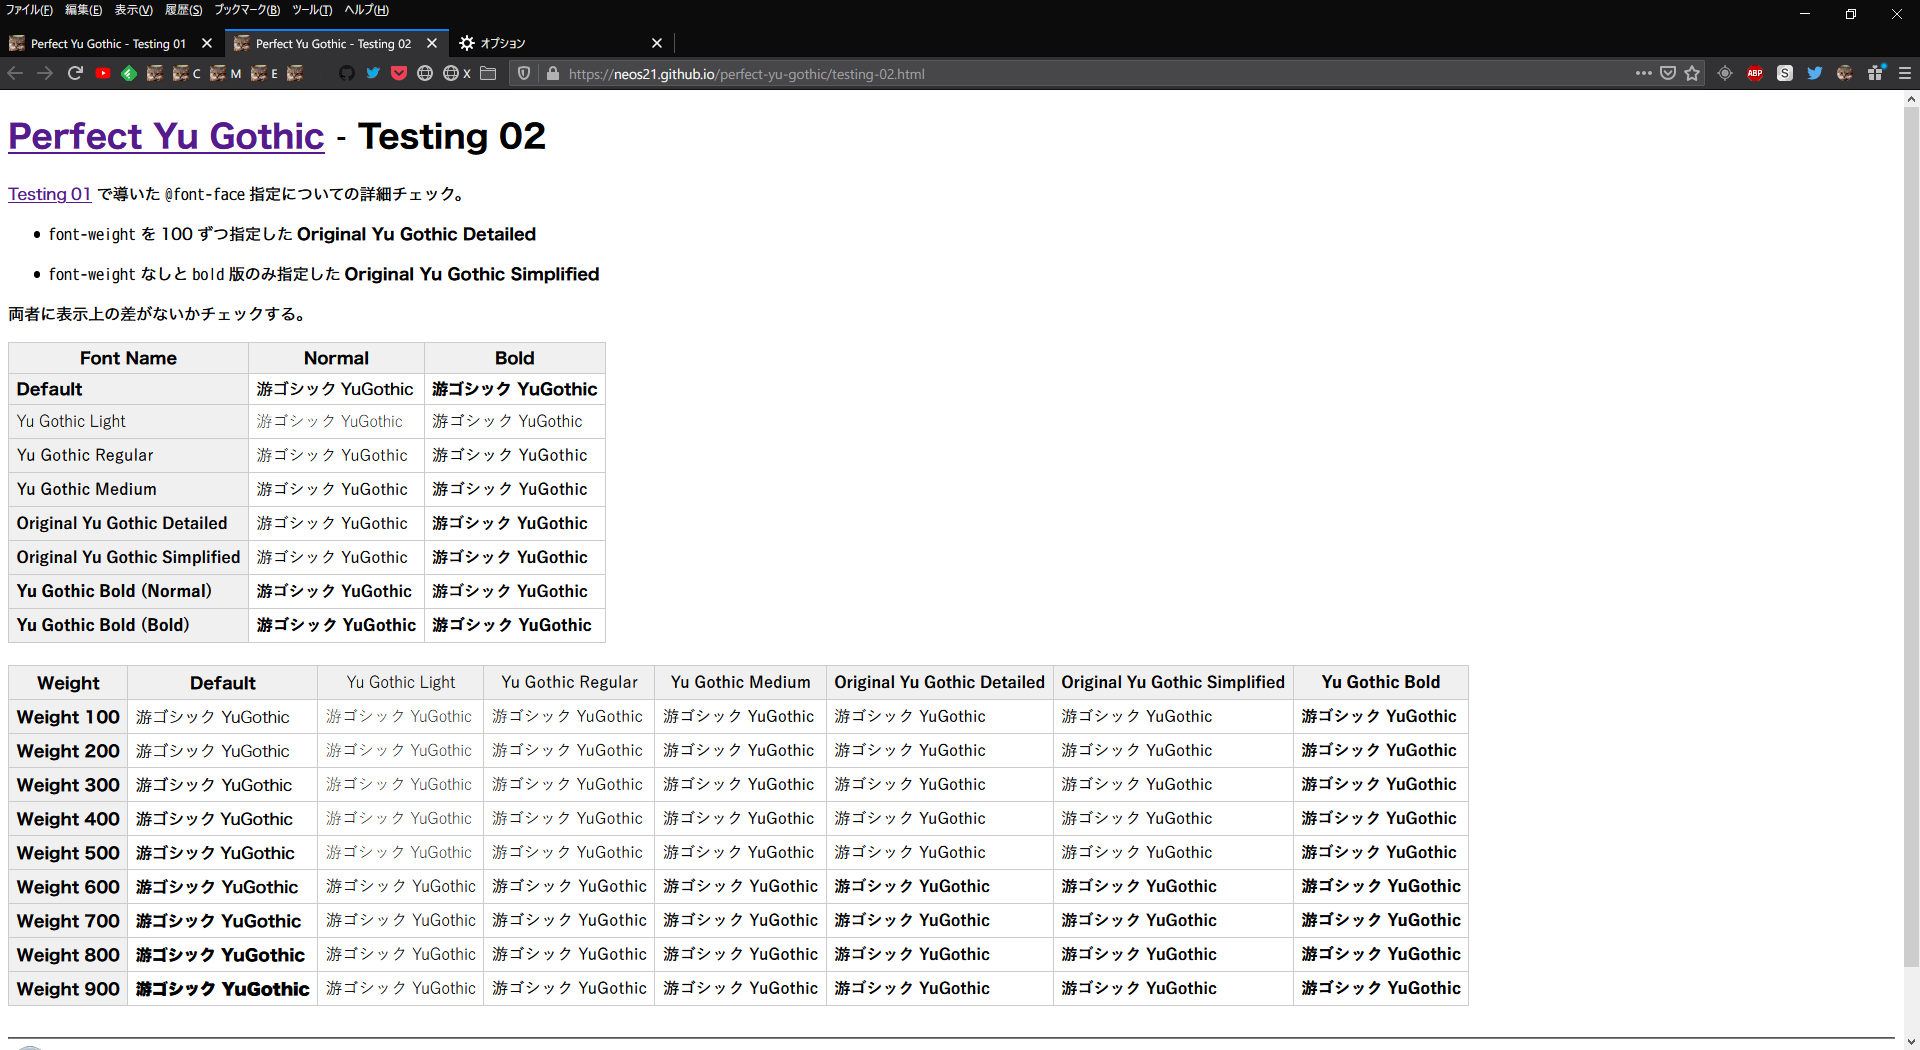 ファイル(F) 編集(E) 表示(V) 履歴(S) ブックマーク(B) ツール(T) ヘルプ(H)
Perfect Yu Gothic - Testing 01 Perfect Yu Gothic - Testing 02 オプション
C M E X https://neos21.github.io/perfect-yu-gothic/testing-02.html ABP S
Perfect Yu Gothic - Testing 02
Testing 01 で導いた @font-face 指定についての詳細チェック。
font-weight を 100 ずつ指定した Original Yu Gothic Detailed
font-weight なしと bold 版のみ指定した Original Yu Gothic Simplified
両者に表示上の差がないかチェックする。
Font Name Normal Bold
Default 游ゴシック YuGothic 游ゴシック YuGothic
Yu Gothic Light 游ゴシック YuGothic 游ゴシック YuGothic
Yu Gothic Regular 游ゴシック YuGothic 游ゴシック YuGothic
Yu Gothic Medium 游ゴシック YuGothic 游ゴシック YuGothic
Original Yu Gothic Detailed 游ゴシック YuGothic 游ゴシック YuGothic
Original Yu Gothic Simplified 游ゴシック YuGothic 游ゴシック YuGothic
Yu Gothic Bold (Normal) 游ゴシック YuGothic 游ゴシック YuGothic
Yu Gothic Bold (Bold) 游ゴシック YuGothic 游ゴシック YuGothic
Weight Default Yu Gothic Light Yu Gothic Regular Yu Gothic Medium Original Yu Gothic Detailed Original Yu Gothic Simplified Yu Gothic Bold
Weight 100 游ゴシック YuGothic 游ゴシック YuGothic 游ゴシック YuGothic 游ゴシック YuGothic 游ゴシック YuGothic 游ゴシック YuGothic 游ゴシック YuGothic
Weight 200 游ゴシック YuGothic 游ゴシック YuGothic 游ゴシック YuGothic 游ゴシック YuGothic 游ゴシック YuGothic 游ゴシック YuGothic 游ゴシック YuGothic
Weight 300 游ゴシック YuGothic 游ゴシック YuGothic 游ゴシック YuGothic 游ゴシック YuGothic 游ゴシック YuGothic 游ゴシック YuGothic 游ゴシック YuGothic
Weight 400 游ゴシック YuGothic 游ゴシック YuGothic 游ゴシック YuGothic 游ゴシック YuGothic 游ゴシック YuGothic 游ゴシック YuGothic 游ゴシック YuGothic
Weight 500 游ゴシック YuGothic 游ゴシック YuGothic 游ゴシック YuGothic 游ゴシック YuGothic 游ゴシック YuGothic 游ゴシック YuGothic 游ゴシック YuGothic
Weight 600 游ゴシック YuGothic 游ゴシック YuGothic 游ゴシック YuGothic 游ゴシック YuGothic 游ゴシック YuGothic 游ゴシック YuGothic 游ゴシック YuGothic
Weight 700 游ゴシック YuGothic 游ゴシック YuGothic 游ゴシック YuGothic 游ゴシック YuGothic 游ゴシック YuGothic 游ゴシック YuGothic 游ゴシック YuGothic
Weight 800 游ゴシック YuGothic 游ゴシック YuGothic 游ゴシック YuGothic 游ゴシック YuGothic 游ゴシック YuGothic 游ゴシック YuGothic 游ゴシック YuGothic
Weight 900 游ゴシック YuGothic 游ゴシック YuGothic 游ゴシック YuGothic 游ゴシック YuGothic 游ゴシック YuGothic 游ゴシック YuGothic 游ゴシック YuGothic